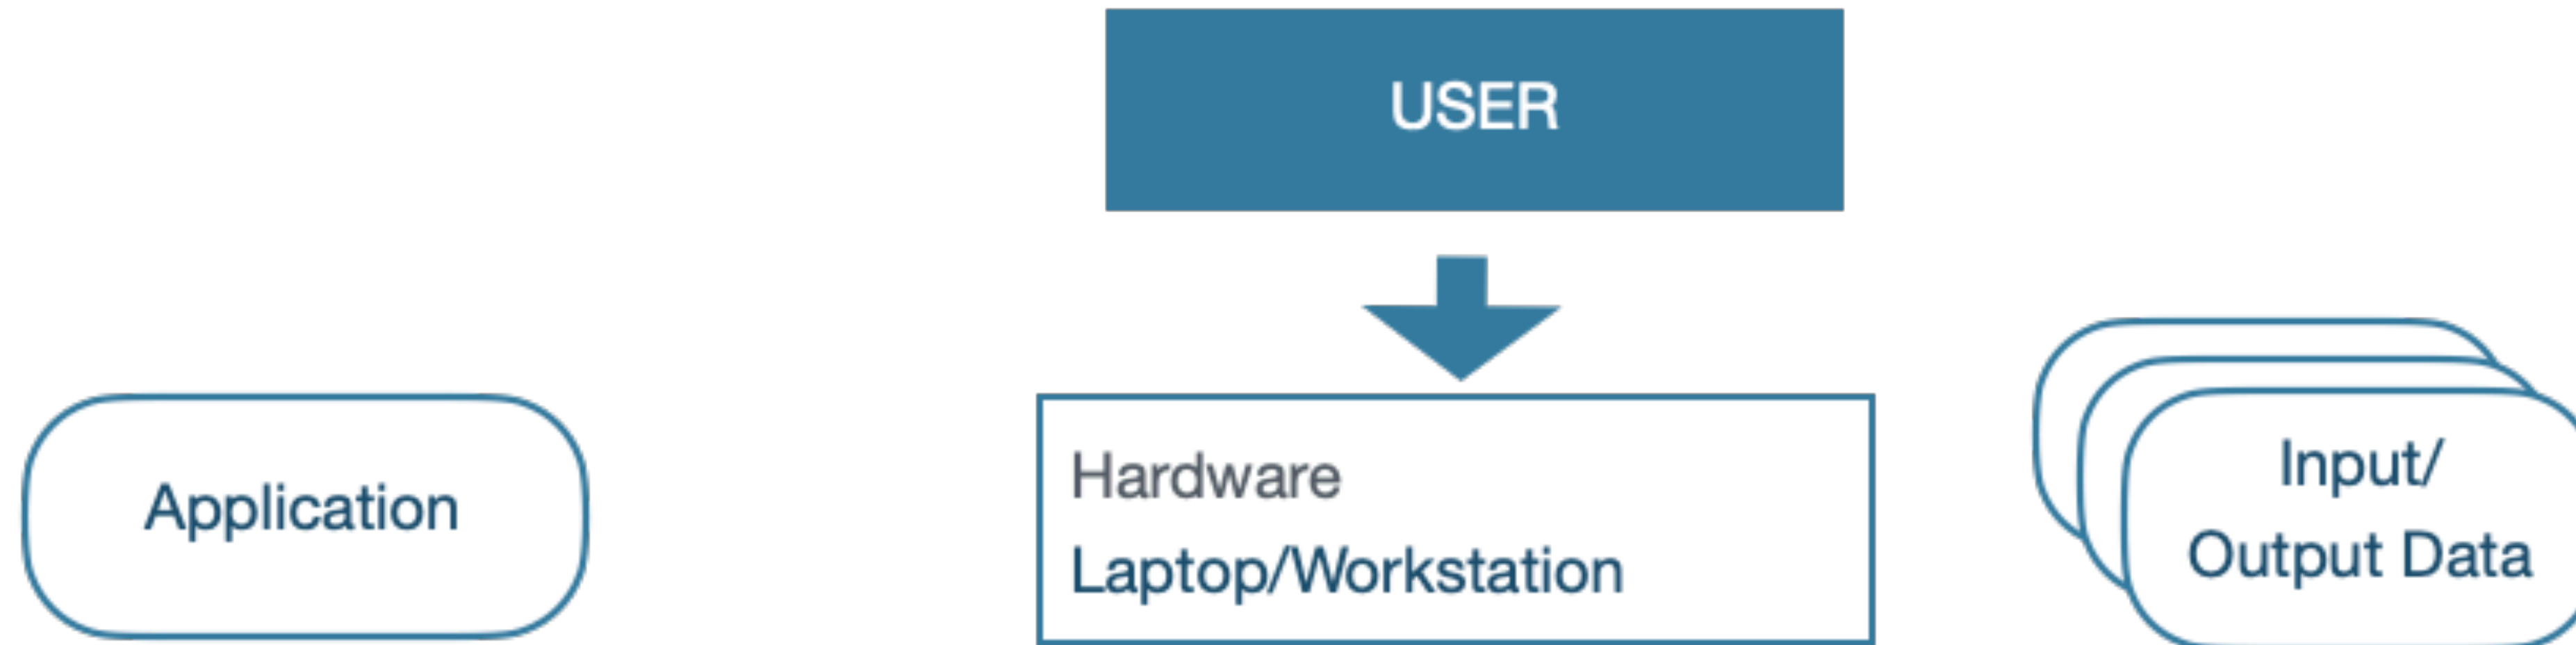 USER
Application
Hardware
Laptop/Workstation
Input/
Output Data